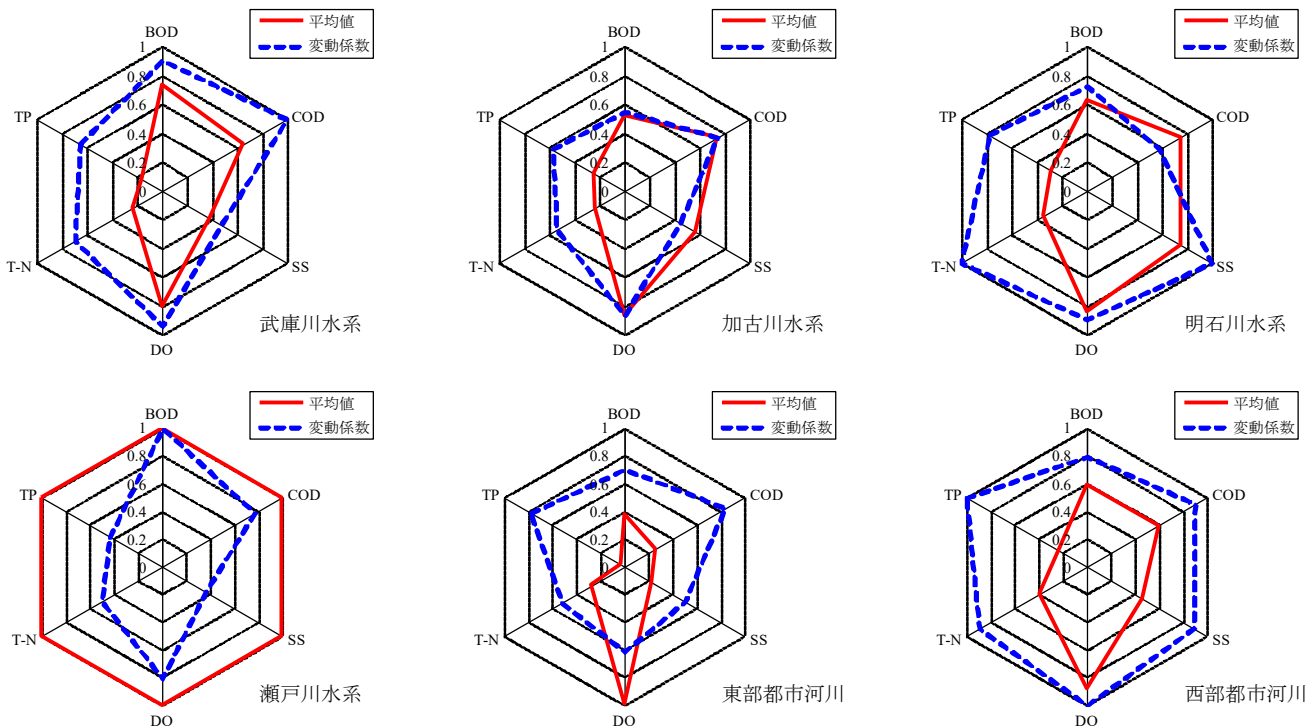 平均値
変動係数
BOD
1
0.8
0.6
0.4
0.2
0
COD
SS
DO
T-N
TP
武庫川水系
平均値
変動係数
BOD
1
0.8
0.6
0.4
0.2
0
COD
SS
DO
T-N
TP
加古川水系
平均値
変動係数
BOD
1
0.8
0.6
0.4
0.2
0
COD
SS
DO
T-N
TP
明石川水系
平均値
変動係数
BOD
1
0.8
0.6
0.4
0.2
0
COD
SS
DO
T-N
TP
瀬戸川水系
平均値
変動係数
BOD
1
0.8
0.6
0.4
0.2
0
COD
SS
DO
T-N
TP
東部都市河川
平均値
変動係数
BOD
1
0.8
0.6
0.4
0.2
0
COD
SS
DO
T-N
TP
西部都市河川